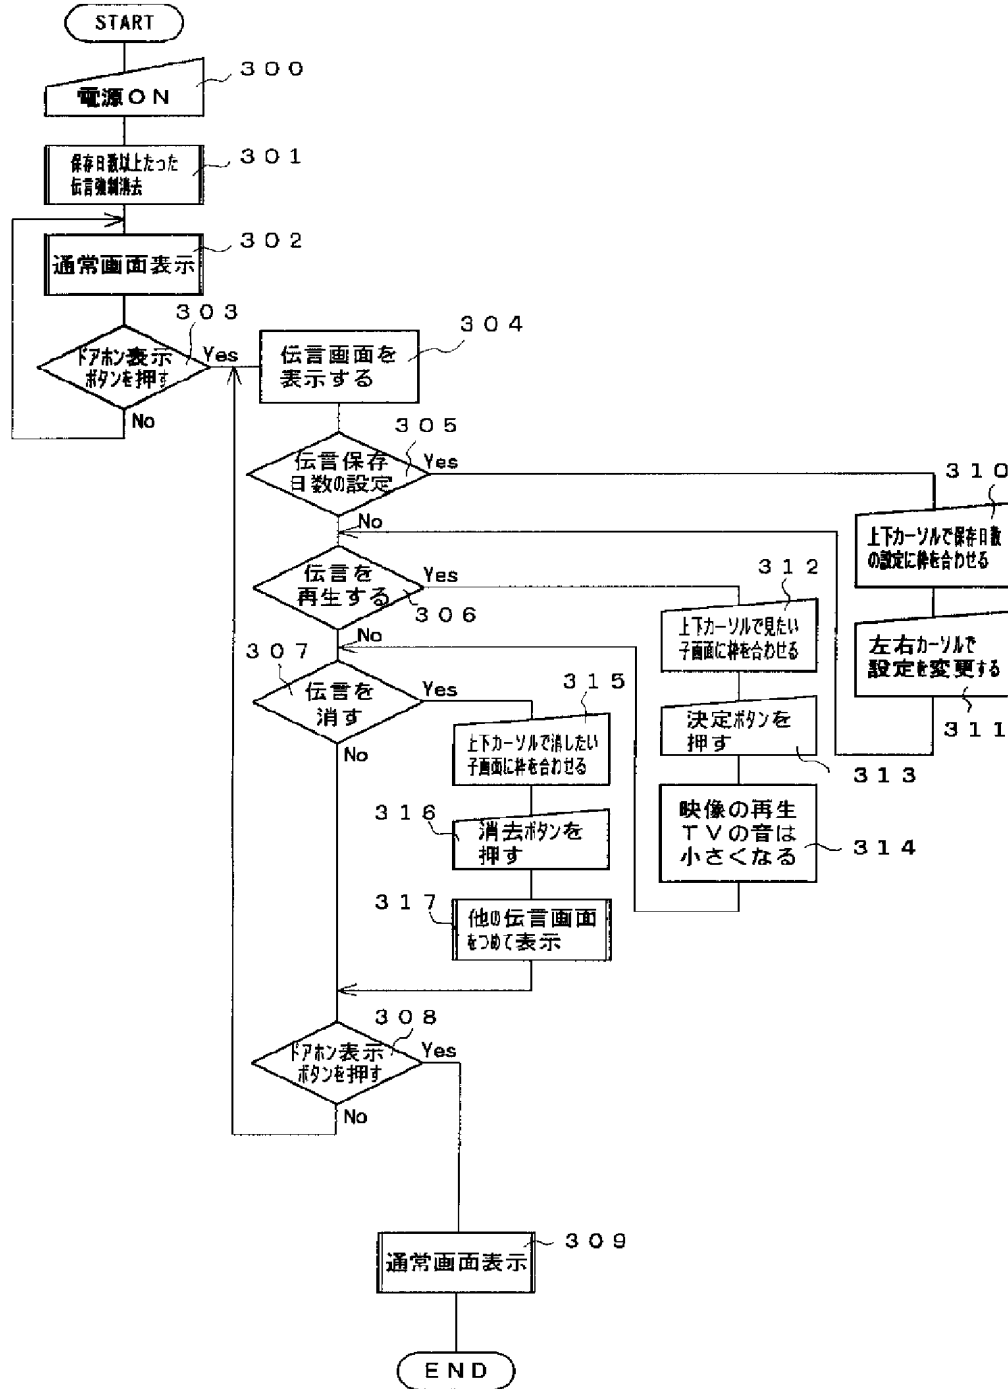 START
電源ON
300
保存日数以上たった
伝言強制消去
301
通常画面表示
302
303
ドアホン表示
ボタンを押す
Yes
No
304
伝言画面を
表示する
305
伝言保存
日数の設定
Yes
No
310
上下カーソルで保存日数
の設定に枠を合わせる
伝言を
再生する
Yes
306
No
312
上下カーソルで見たい
子画面に枠を合わせる
左右カーソルで
設定を変更する
311
307
伝言を
消す
Yes
No
315
上下カーソルで消したい
子画面に枠を合わせる
決定ボタンを
押す
313
316
消去ボタンを
押す
映像の再生
TVの音は
小さくなる
314
317
他の伝言画面
をつめて表示
308
ドアホン表示
ボタンを押す
Yes
No
通常画面表示
309
END